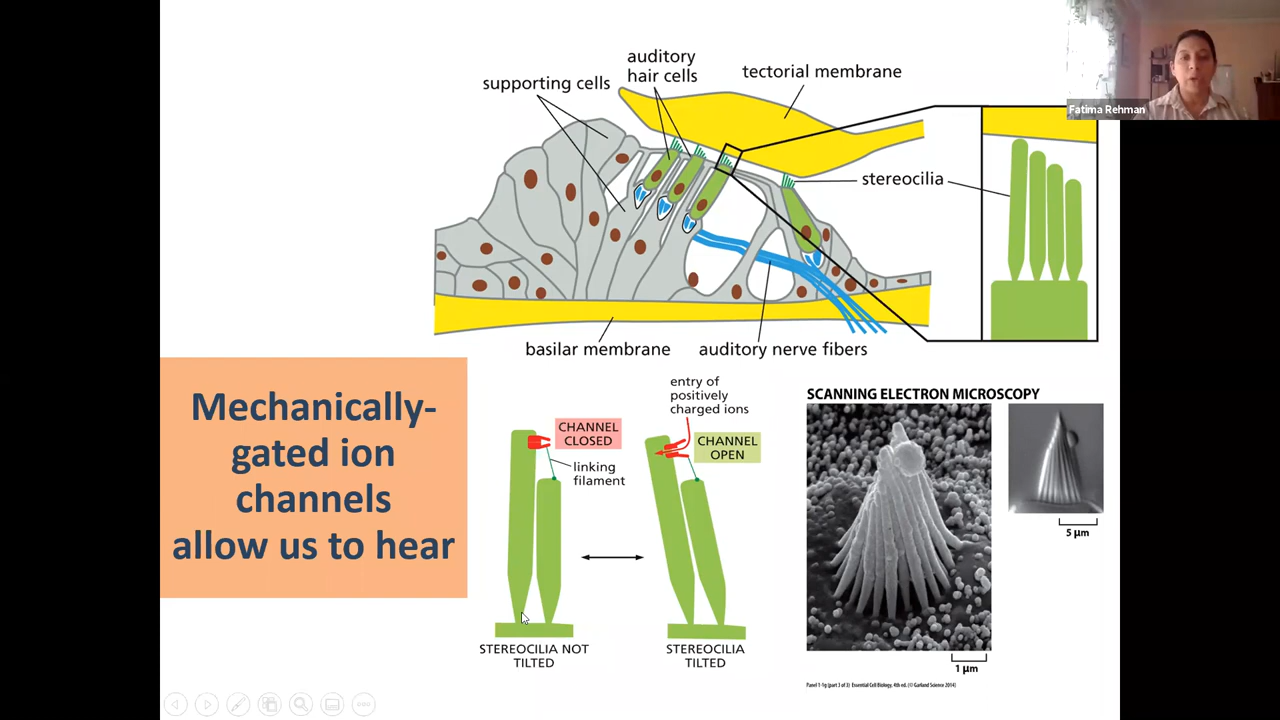 Fatima Rehman
auditory
hair cells
supporting cells
tectorial membrane
stereocilia
basilar membrane
auditory nerve fibers
Mechanically-
gated ion
channels
allow us to hear
entry of
positively
charged ions
CHANNEL
CLOSED
CHANNEL
OPEN
linking
filament
STEREOCILIA NOT
TILTED
STEREOCILIA
TILTED
SCANNING ELECTRON MICROSCOPY
5 µm
1 µm
Panel 1-1g (part 3 of 3) Essential Cell Biology, 4th ed. (© Garland Science 2014)